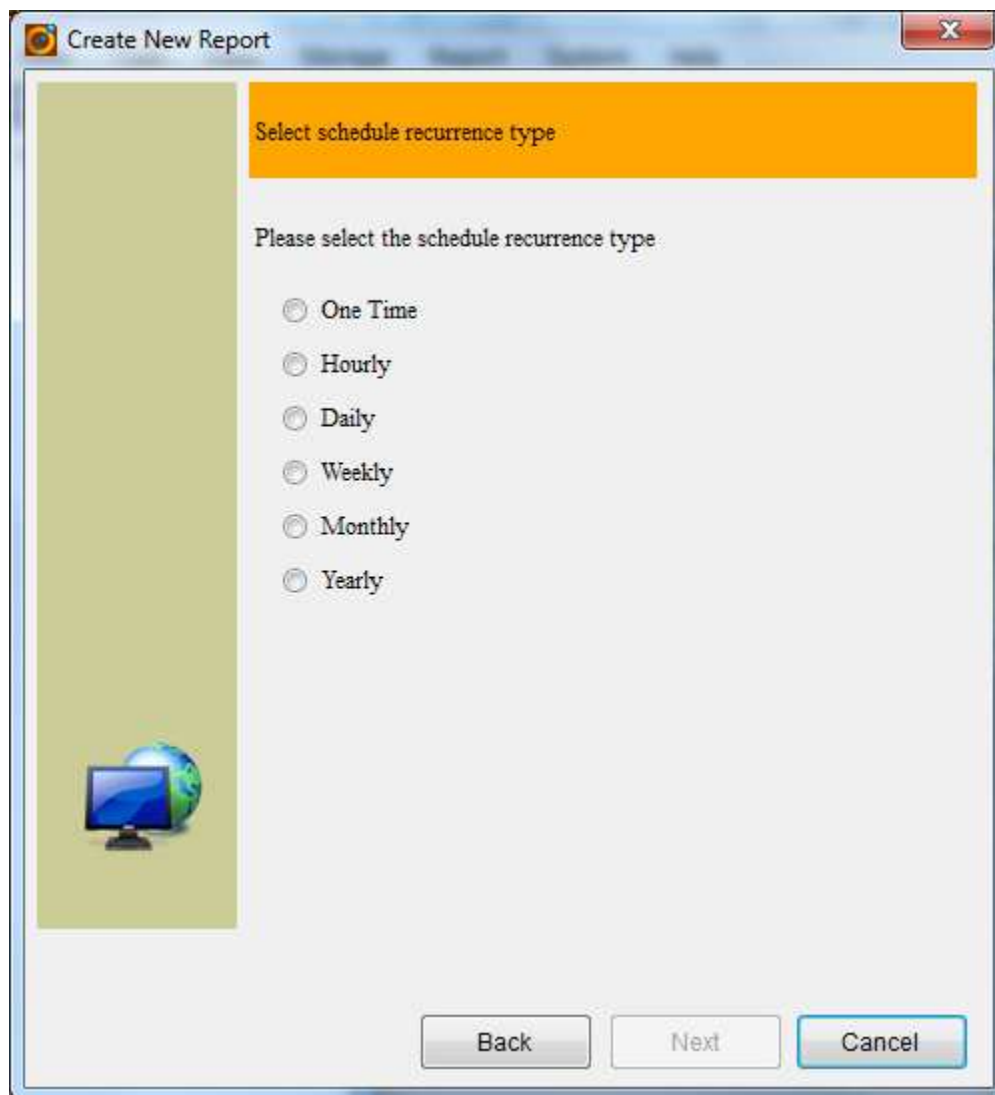 Create New Report
Select schedule recurrence type
Please select the schedule recurrence type
One Time
Hourly
Daily
Weekly
Monthly
Yearly
Back
Next
Cancel